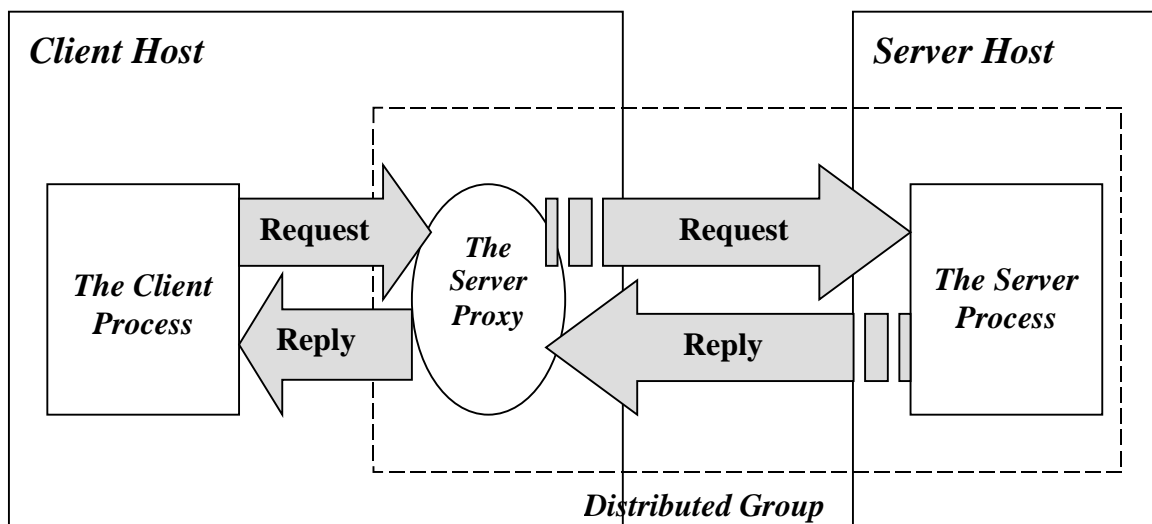 Client Host
Server Host
Request
Request
The Client
Process
The
Server
Proxy
The Server
Process
Reply
Reply
Distributed Group